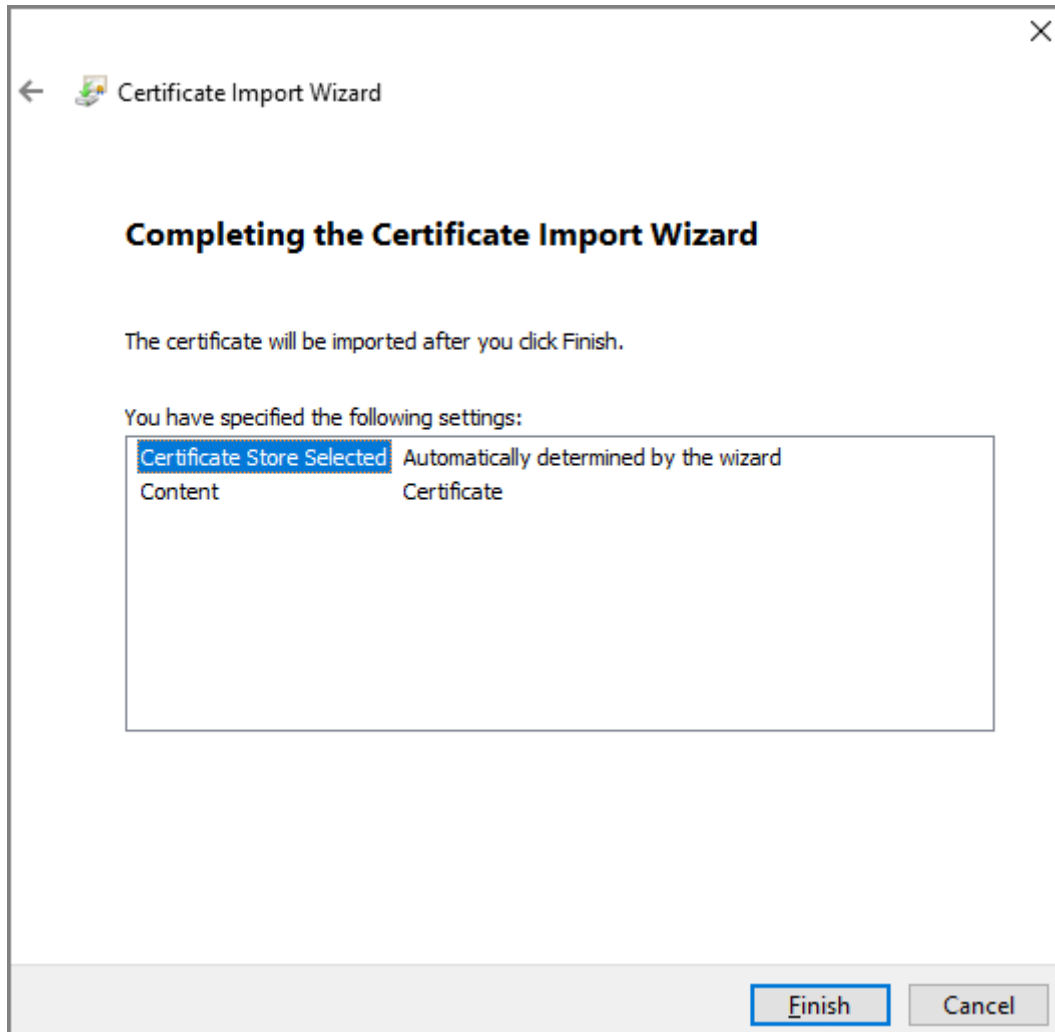 Certificate Import Wizard
Completing the Certificate Import Wizard
The certificate will be imported after you click Finish.
You have specified the following settings:
Certificate Store Selected Automatically determined by the wizard
Content Certificate
Finish Cancel